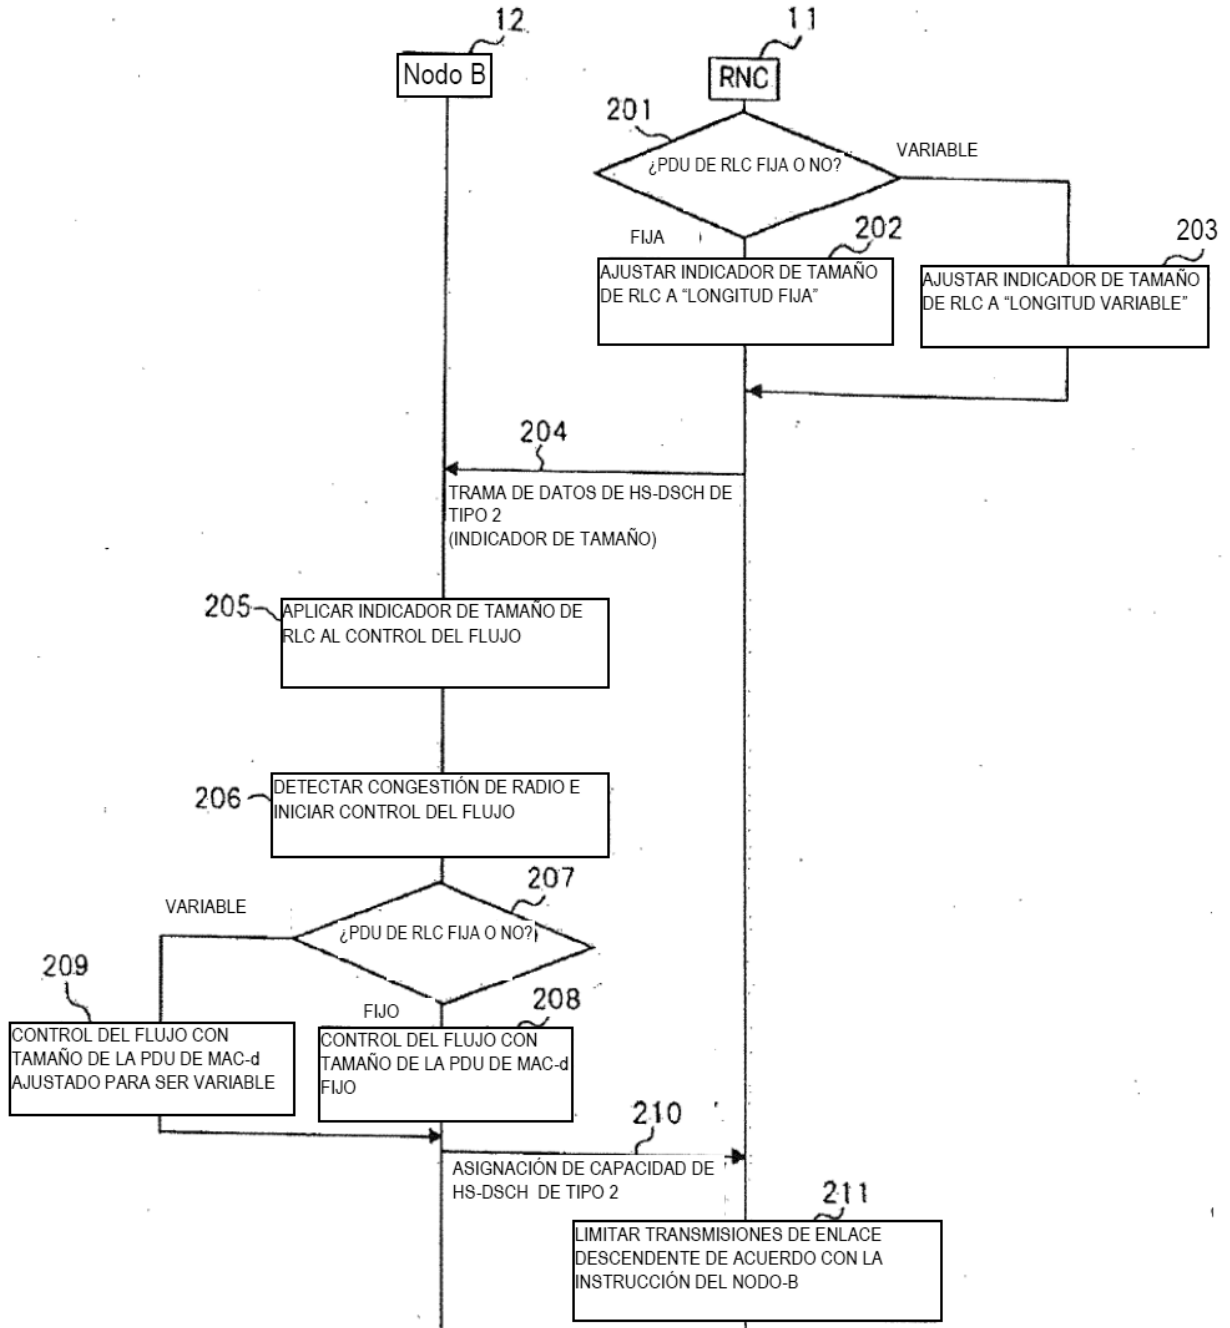 12
11
Nodo B
RNC
201
¿PDU DE RLC FIJA O NO?
VARIABLE
FIJA
202
203
AJUSTAR INDICADOR DE TAMAÑO
DE RLC A “LONGITUD FIJA”
AJUSTAR INDICADOR DE TAMAÑO
DE RLC A “LONGITUD VARIABLE”
204
TRAMA DE DATOS DE HS-DSCH DE
TIPO 2
(INDICADOR DE TAMAÑO)
205
APLICAR INDICADOR DE TAMAÑO DE
RLC AL CONTROL DEL FLUJO
206
DETECTAR CONGESTIÓN DE RADIO E
INICIAR CONTROL DEL FLUJO
207
VARIABLE
¿PDU DE RLC FIJA O NO?
209
FIJO
208
CONTROL DEL FLUJO CON
TAMAÑO DE LA PDU DE MAC-d
AJUSTADO PARA SER VARIABLE
CONTROL DEL FLUJO CON
TAMAÑO DE LA PDU DE MAC-d
FIJO
210
ASIGNACIÓN DE CAPACIDAD DE
HS-DSCH DE TIPO 2
211
LIMITAR TRANSMISIONES DE ENLACE
DESCENDENTE DE ACUERDO CON LA
INSTRUCCIÓN DEL NODO-B